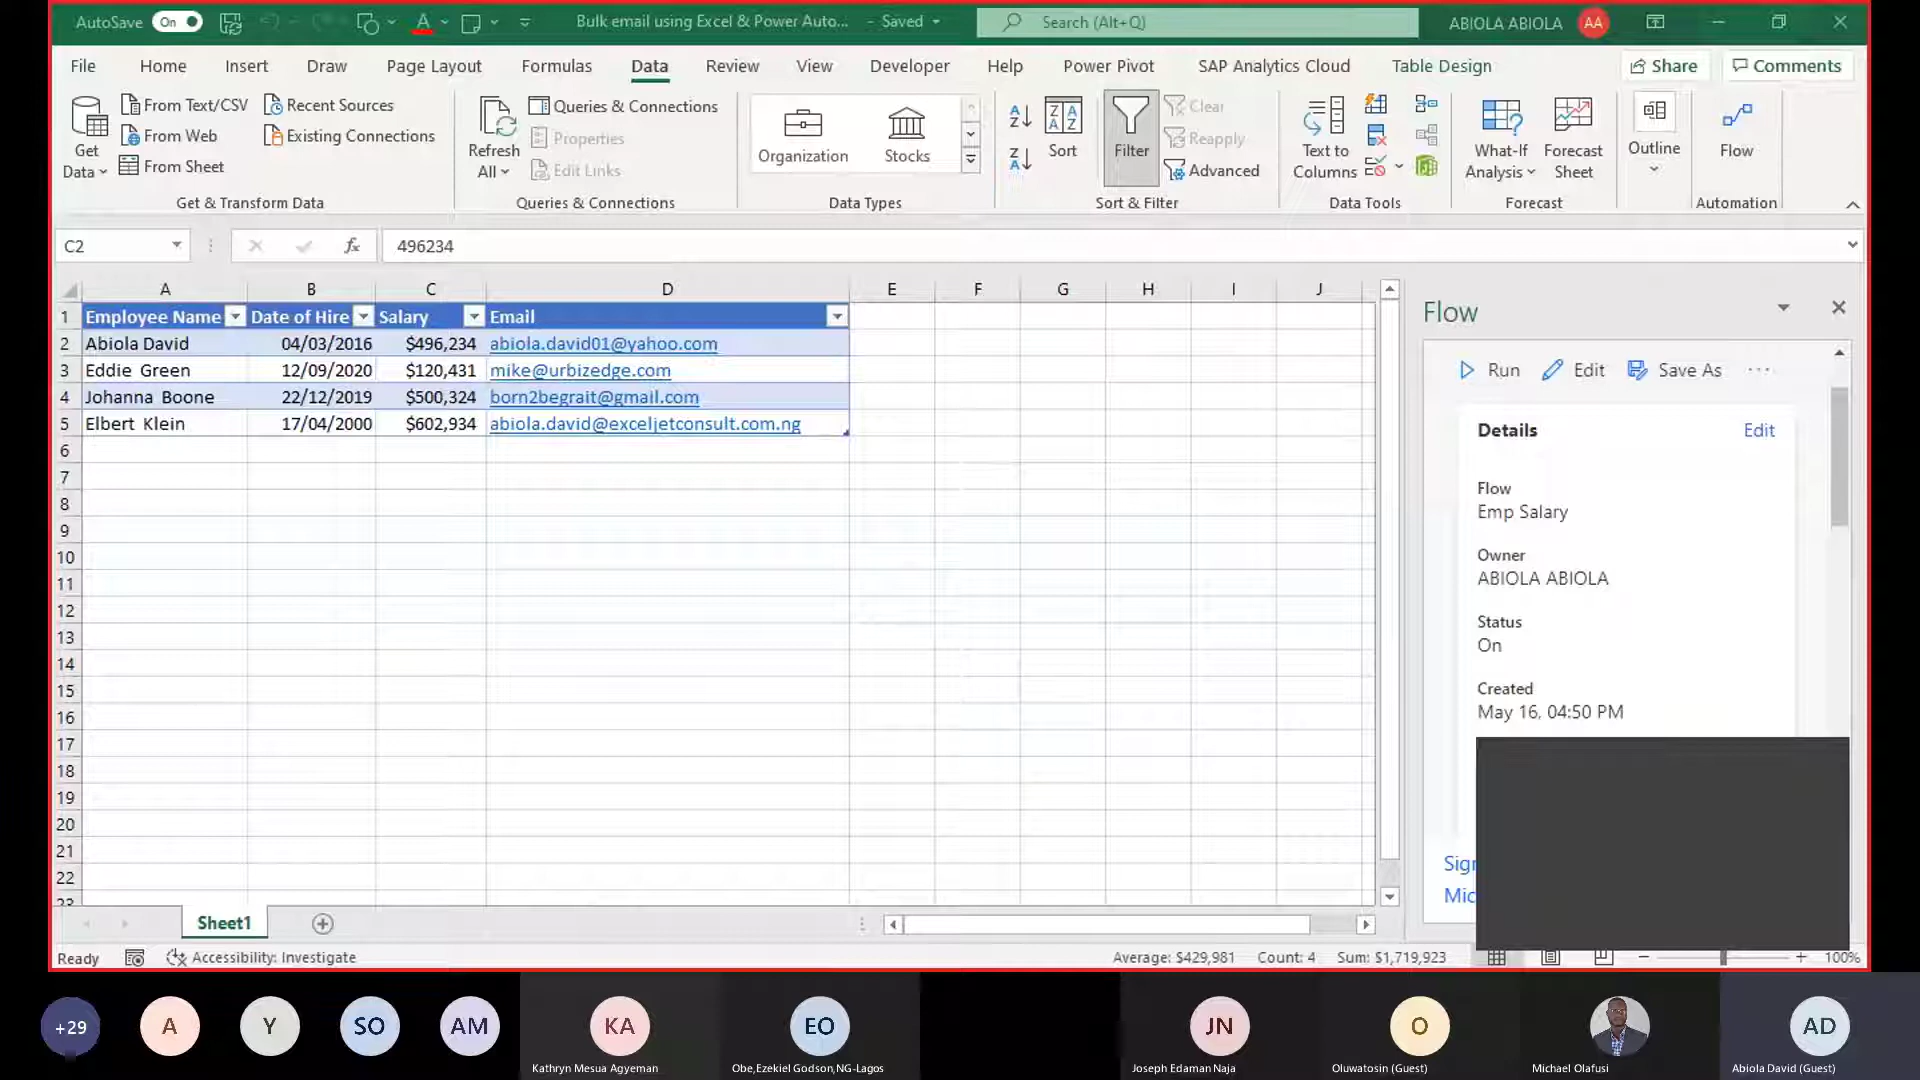 AutoSave On Bulk email using Excel & Power Auto... - Saved Search (Alt+Q) ABIOLA ABIOLA AA
File Home Insert Draw Page Layout Formulas Data Review View Developer Help Power Pivot SAP Analytics Cloud Table Design Share Comments
Get Data
From Text/CSV
From Web
From Sheet
Recent Sources
Existing Connections
Get & Transform Data
Refresh All
Queries & Connections
Properties
Edit Links
Queries & Connections
Organization
Stocks
Data Types
Sort
Filter
Clear
Reapply
Advanced
Sort & Filter
Text to Columns
Data Tools
What-If Analysis
Forecast Sheet
Forecast
Outline
Flow
Automation
C2 fx 496234
A B C D E F G H I J
1 Employee Name Date of Hire Salary Email
2 Abiola David 04/03/2016 $496,234 abiola.david01@yahoo.com
3 Eddie Green 12/09/2020 $120,431 mike@urbizedge.com
4 Johanna Boone 22/12/2019 $500,324 born2begrait@gmail.com
5 Elbert Klein 17/04/2000 $602,934 abiola.david@exceljetconsult.com.ng
6
7
8
9
10
11
12
13
14
15
16
17
18
19
20
21
22
23
Flow
Run Edit Save As ...
Details Edit
Flow
Emp Salary
Owner
ABIOLA ABIOLA
Status
On
Created
May 16, 04:50 PM
Sheet1
Ready Accessibility: Investigate Average: $429,981 Count: 4 Sum: $1,719,923 100%
+29 A Y SO AM KA EO JN O AD
Kathryn Mesua Agyeman Obe,Ezekiel Godson,NG-Lagos Joseph Edaman Naja Oluwatosin (Guest) Michael Olafusi Abiola David (Guest)